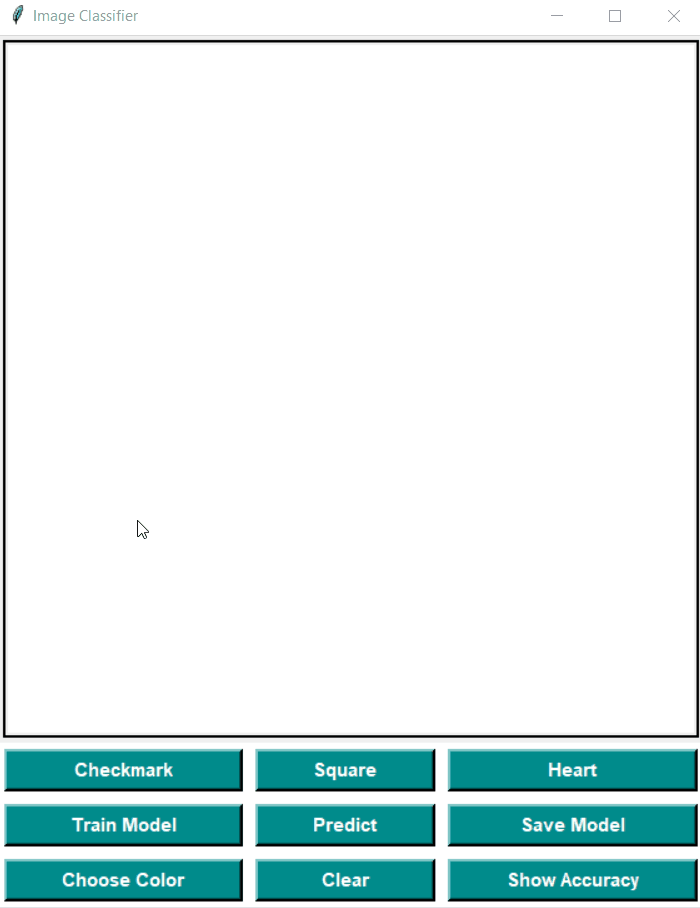 Image Classifier
Checkmark Square Heart
Train Model Predict Save Model
Choose Color Clear Show Accuracy